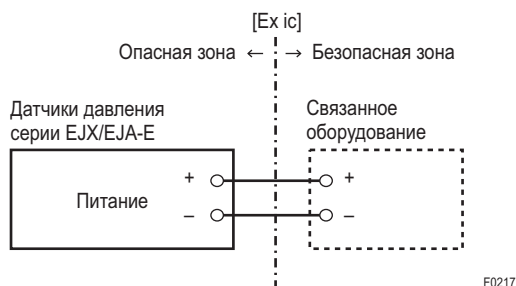 [Ex ic]
Опасная зона ← → Безопасная зона
Датчики давления
серии EJX/EJA-E
Связанное
оборудование
Питание
+
–
+
–
F0217